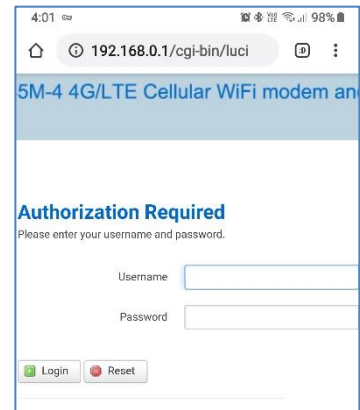 4:01 98%
192.168.0.1/cgi-bin/luci :D
5M-4 4G/LTE Cellular WiFi modem an
Authorization Required
Please enter your username and password.
Username
Password
Login Reset